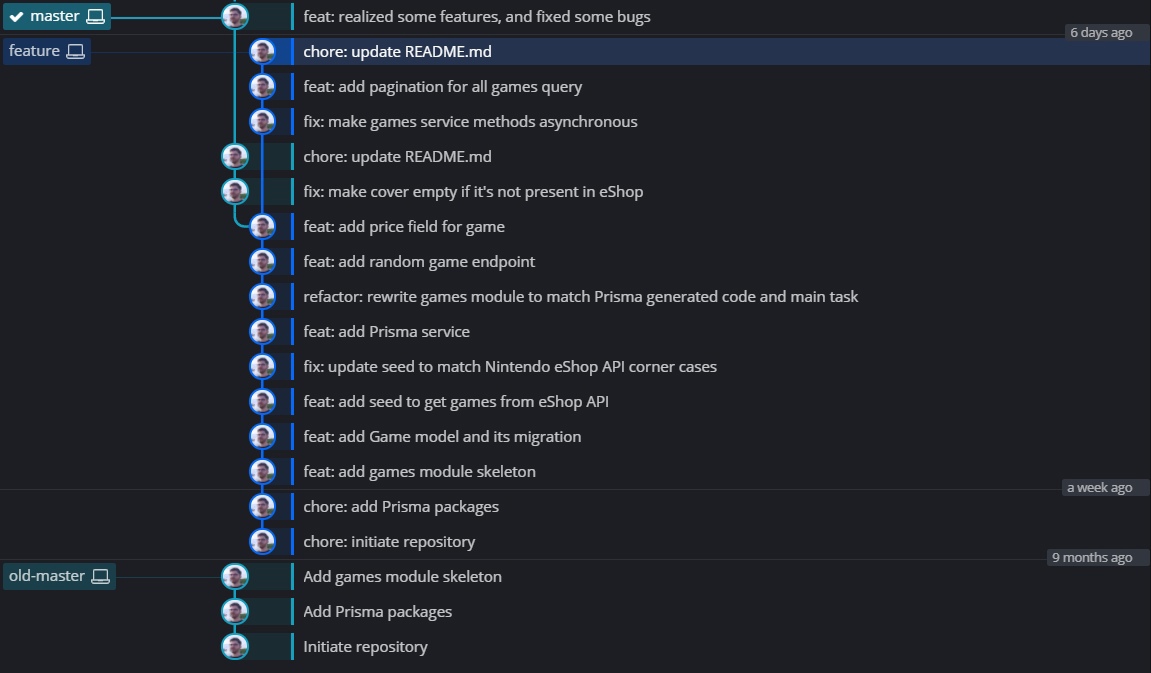 master feat: realized some features, and fixed some bugs
6 days ago
feature chore: update README.md
feat: add pagination for all games query
fix: make games service methods asynchronous
chore: update README.md
fix: make cover empty if it's not present in eShop
feat: add price field for game
feat: add random game endpoint
refactor: rewrite games module to match Prisma generated code and main task
feat: add Prisma service
fix: update seed to match Nintendo eShop API corner cases
feat: add seed to get games from eShop API
feat: add Game model and its migration
feat: add games module skeleton
a week ago
chore: add Prisma packages
chore: initiate repository
9 months ago
old-master Add games module skeleton
Add Prisma packages
Initiate repository